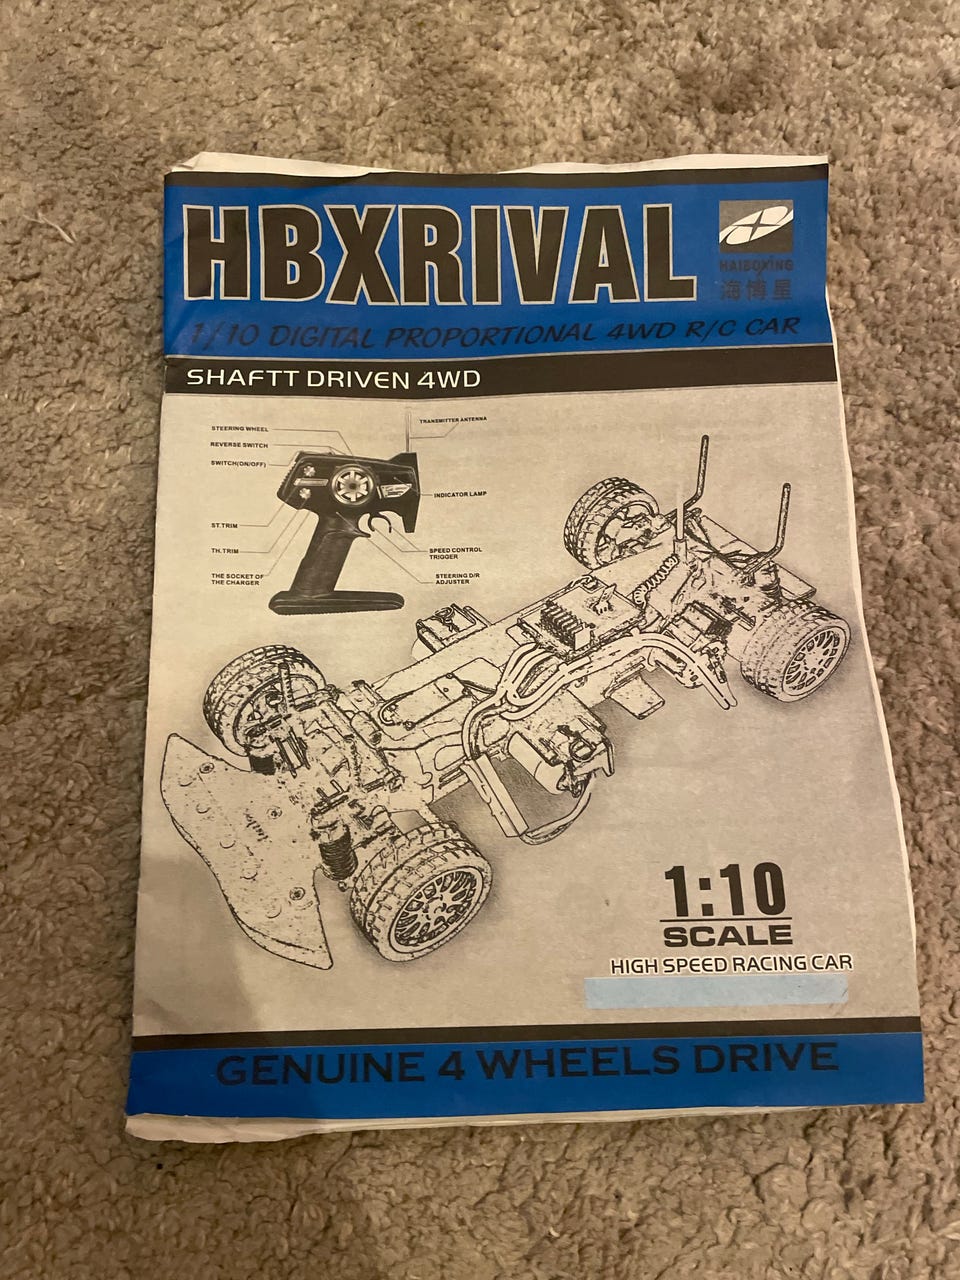 HBXRIVAL
HAIBOXING
海博星
1/10 DIGITAL PROPORTIONAL 4WD R/C CAR
SHAFTT DRIVEN 4WD
TRANSMITTER ANTENNA
STEERING WHEEL
REVERSE SWITCH
SWITCH(ON/OFF)
INDICATOR LAMP
ST.TRIM
TH.TRIM
SPEED CONTROL
TRIGGER
THE SOCKET OF
THE CHARGER
STEERING D/R
ADJUSTER
1:10
SCALE
HIGH SPEED RACING CAR
GENUINE 4 WHEELS DRIVE